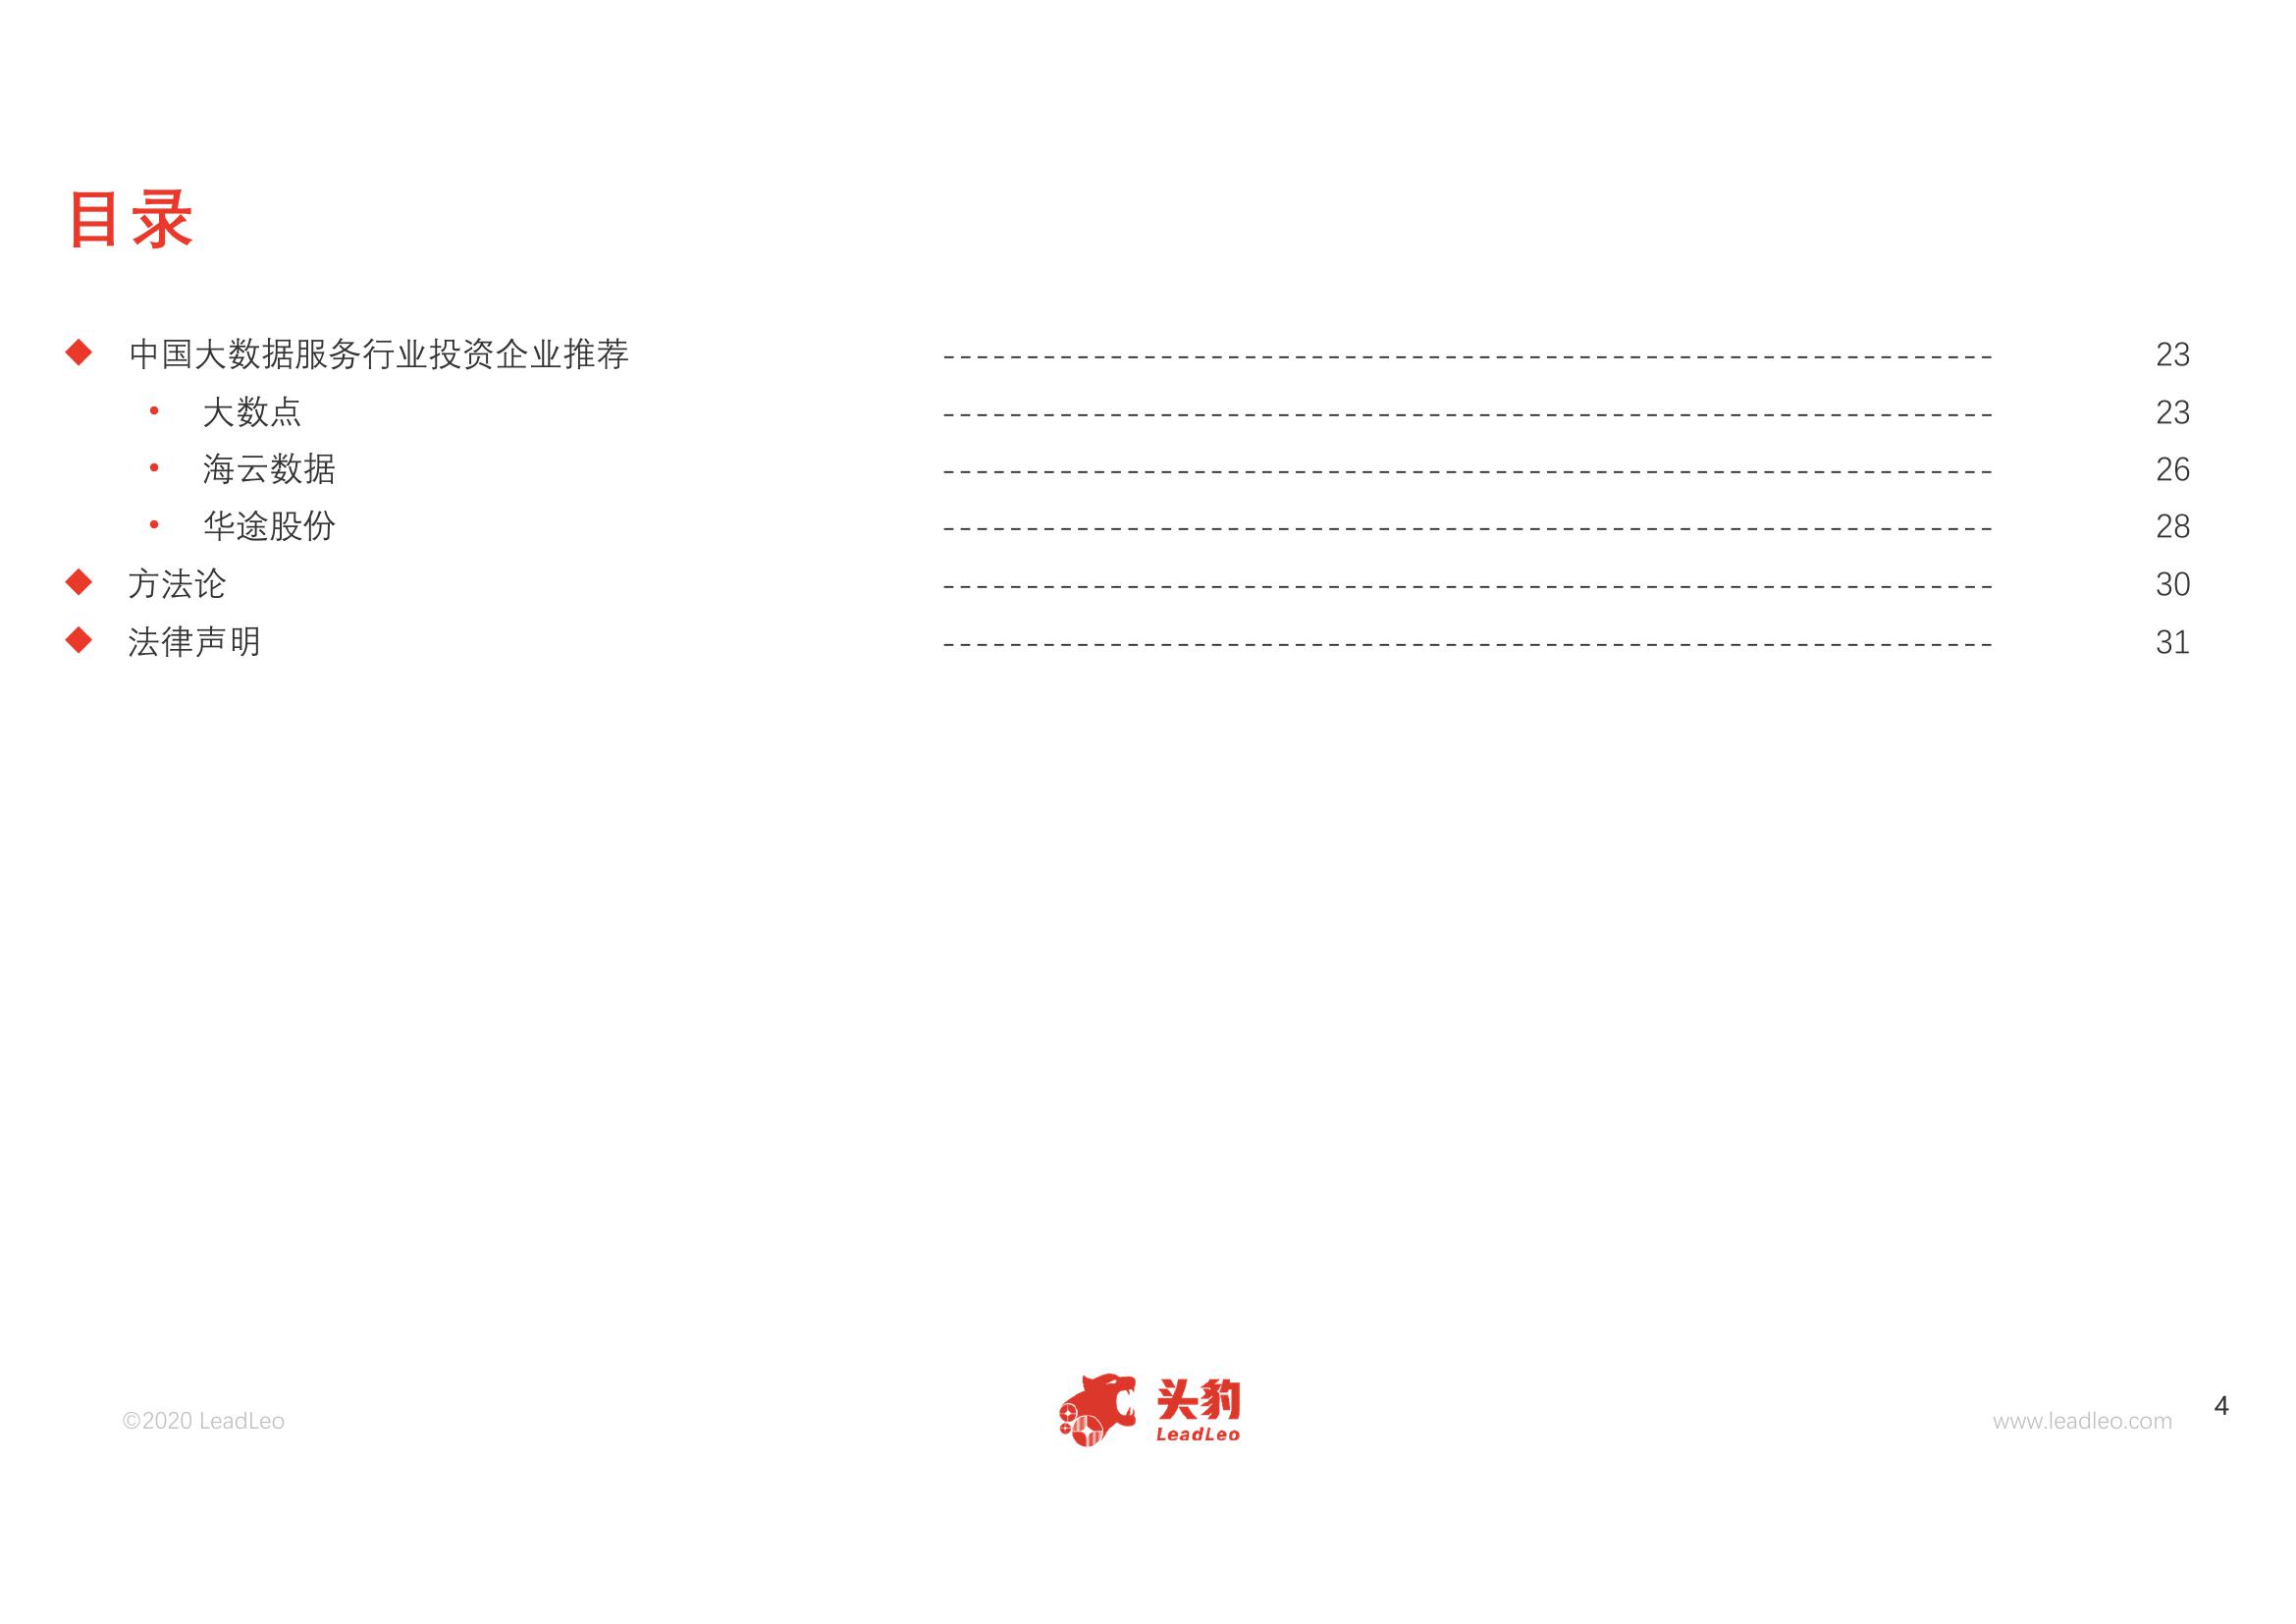 目录
中国大数据服务行业投资企业推荐 ---------------------------------------------------------------- 23
大数点 ---------------------------------------------------------------- 23
海云数据 ---------------------------------------------------------------- 26
华途股份 ---------------------------------------------------------------- 28
方法论 ---------------------------------------------------------------- 30
法律声明 ---------------------------------------------------------------- 31
©2020 LeadLeo
头豹
LeadLeo
www.leadleo.com
4